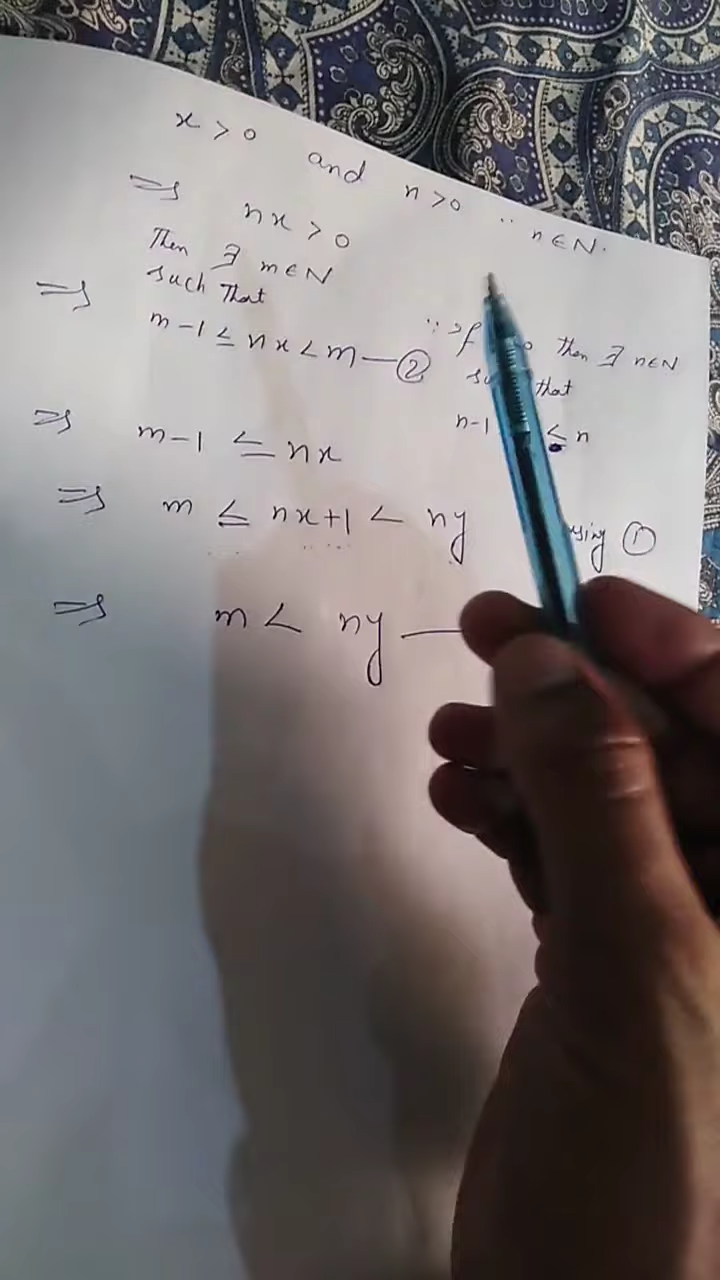 x > 0 and n > 0 ∵ n ∈ N.
⇒ nx > 0
Then ∃ m ∈ N
such That
⇒ m-1 ≤ nx < m — ②
∵ If then ∃ n ∈ N
that
n-1 ≤ n
⇒ m-1 ≤ nx
⇒ m ≤ nx+1 < ny using ①
⇒ m < ny —